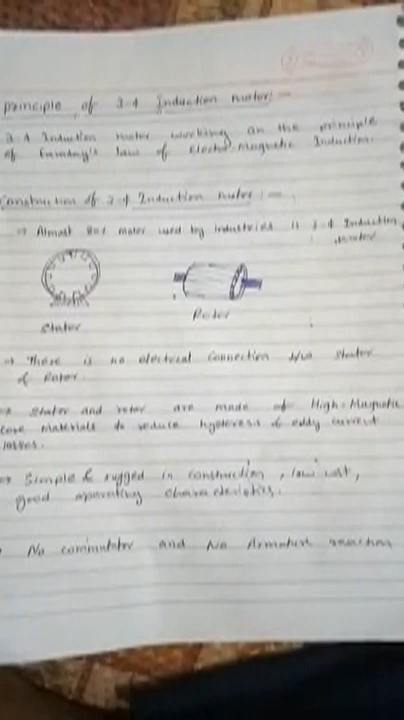 Principle of 3-ϕ Induction motor :-
3-ϕ Induction motor working on the principle
of Faraday's law of Electro Magnetic Induction.
Construction of 3-ϕ Induction motor :-
→ Almost 80% motor used by industries is 3-ϕ Induction
motor
Stator
Rotor
→ There is no electrical connection b/w stator
& Rotor.
→ Stator and rotor are made of High-Magnetic
core materials to reduce hysteresis & eddy current
losses.
→ Simple & rugged in construction, low cost,
good operating characteristics.
No commutator and No Armature reaction